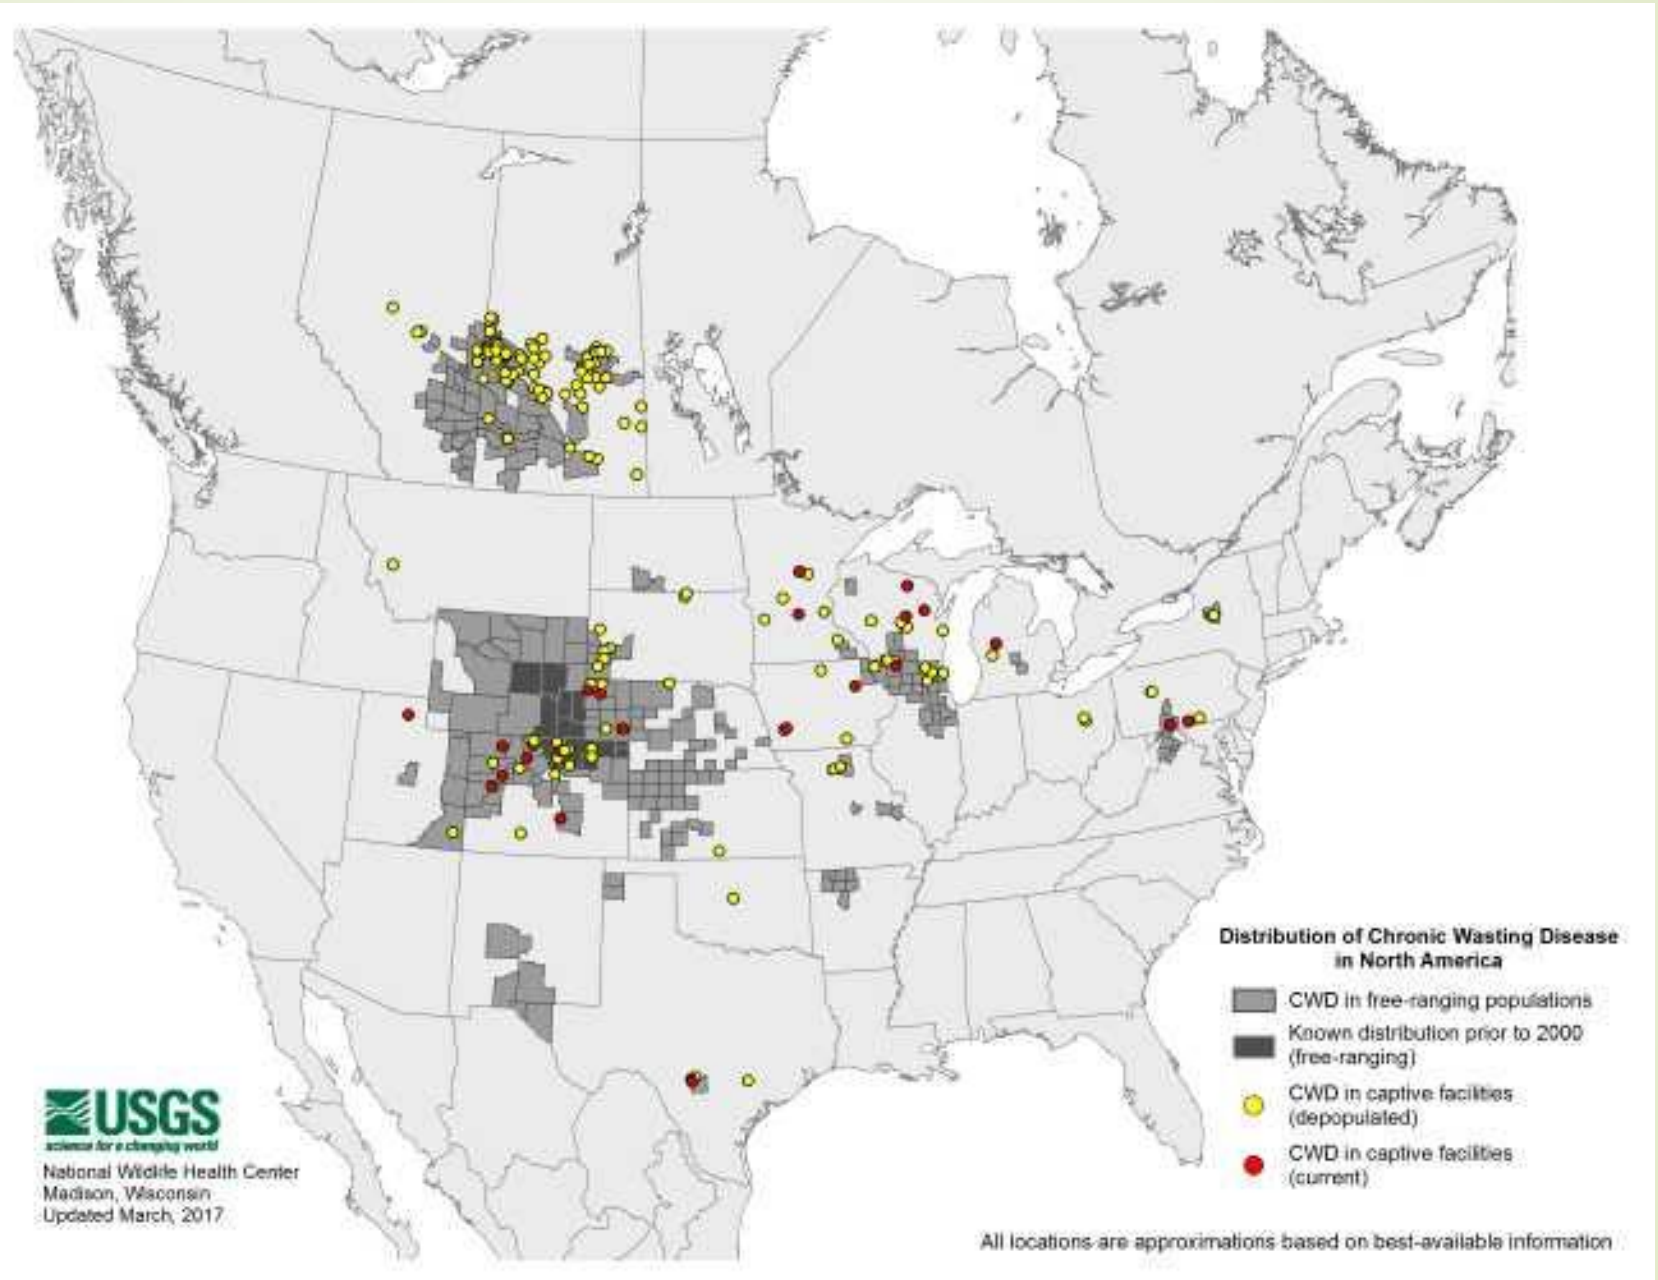 Distribution of Chronic Wasting Disease
in North America
CWD in free-ranging populations
Known distribution prior to 2000
(free-ranging)
CWD in captive facilities
(depopulated)
CWD in captive facilities
(current)
USGS
science for a changing world
National Wildlife Health Center
Madison, Wisconsin
Updated March, 2017
All locations are approximations based on best-available information